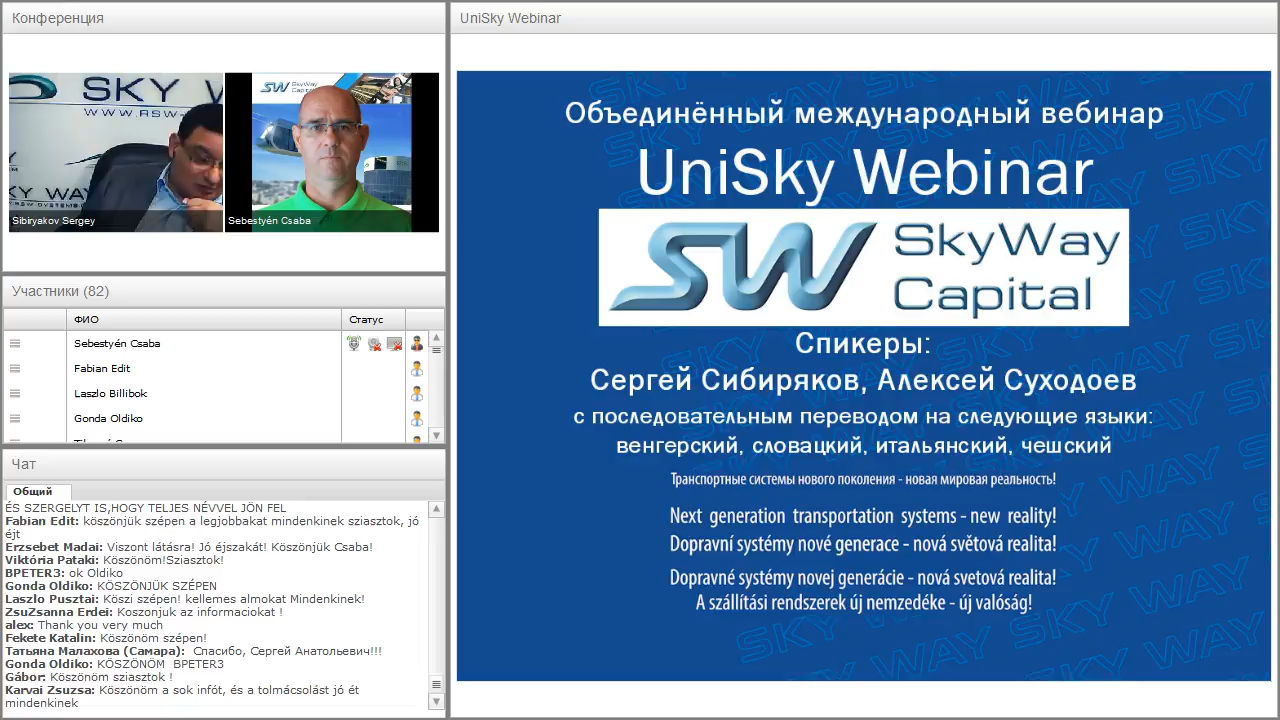 Конференция
SKY W
WWW.RSW-
SKY WAY
Sibiryakov Sergey
SW SkyWay
Sebestyén Csaba
Участники (82)
ФИО
Статус
Sebestyén Csaba
Fabian Edit
Laszlo Billibok
Gonda Oldiko
Чат
Общий
ÉS SZERGELYT IS,HOGY TELJES NÉVVEL JÖN FEL
Fabian Edit: köszönjük szépen a legjobbakat mindenkinek sziasztok, jó
éjt
Erzsebet Madai: Viszont látásra! Jó éjszakát! Köszönjük Csaba!
Viktória Pataki: Köszönöm!Sziasztok!
BPETER3: ok Oldiko
Gonda Oldiko: KÖSZÖNJÜK SZÉPEN
Laszlo Pusztai: Köszi szépen! kellemes almokat Mindenkinek!
ZsuZsanna Erdei: Koszonjuk az informaciokat !
alex: Thank you very much
Fekete Katalin: Köszönöm szépen!
Татьяна Малахова (Самара): Спасибо, Сергей Анатольевич!!!
Gonda Oldiko: KÖSZÖNÖM BPETER3
Gábor: Köszönöm sziasztok !
Karvai Zsuzsa: Köszönöm a sok infót, és a tolmácsolást jó ét
mindenkinek
UniSky Webinar
Объединённый международный вебинар
UniSky Webinar
SW SkyWay
Capital
Спикеры:
Сергей Сибиряков, Алексей Суходоев
с последовательным переводом на следующие языки:
венгерский, словацкий, итальянский, чешский
Транспортные системы нового поколения - новая мировая реальность!
Next generation transportation systems - new reality!
Dopravní systémy nové generace - nová světová realita!
Dopravné systémy novej generácie - nová svetová realita!
A szállítási rendszerek új nemzedéke - új valóság!